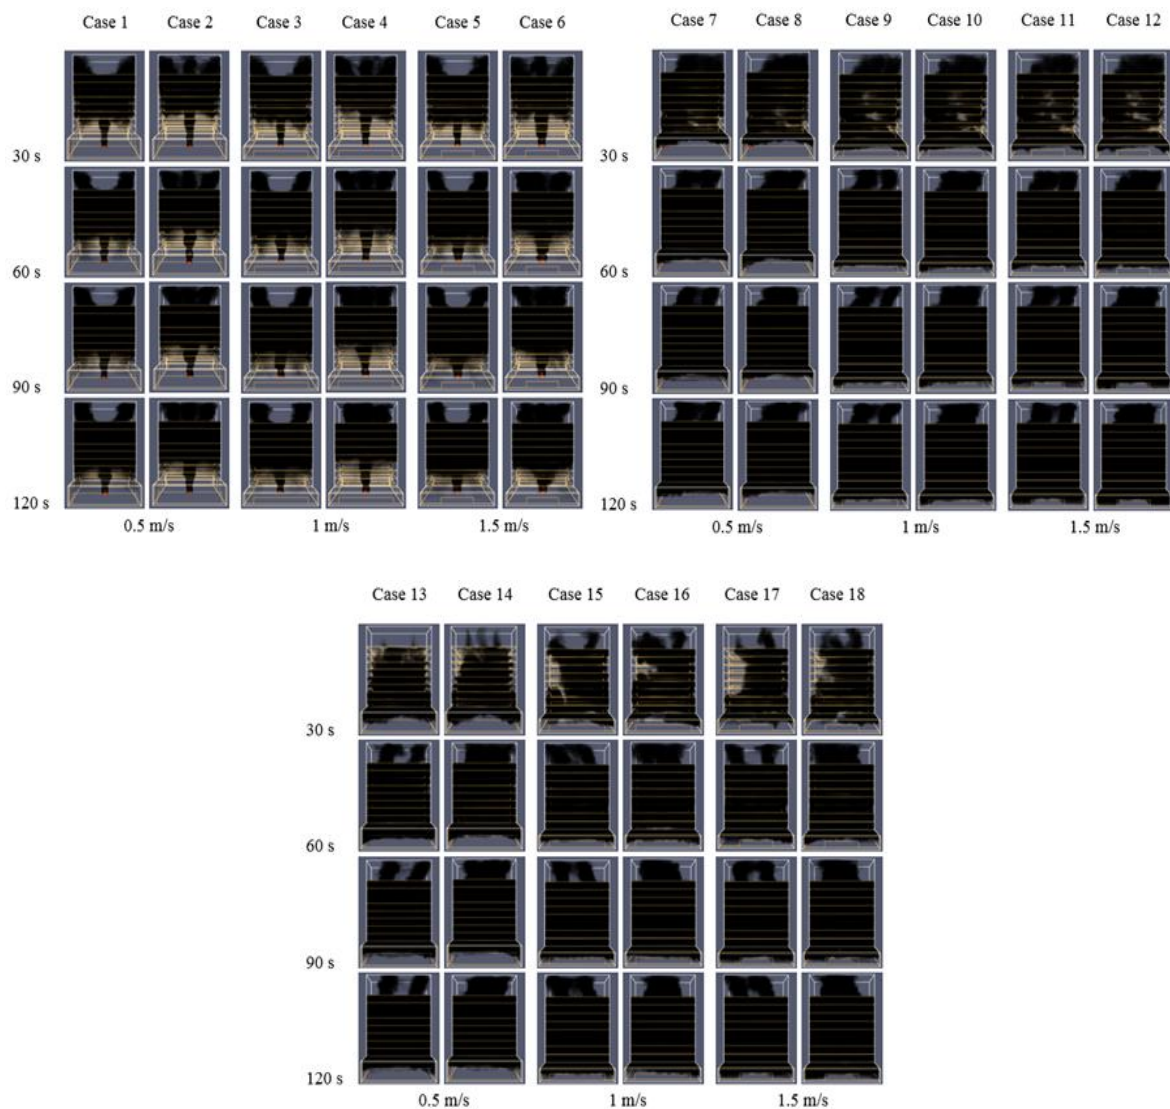 Case 1 Case 2 Case 3 Case 4 Case 5 Case 6
30 s
60 s
90 s
120 s
0.5 m/s 1 m/s 1.5 m/s
Case 7 Case 8 Case 9 Case 10 Case 11 Case 12
30 s
60 s
90 s
120 s
0.5 m/s 1 m/s 1.5 m/s
Case 13 Case 14 Case 15 Case 16 Case 17 Case 18
30 s
60 s
90 s
120 s
0.5 m/s 1 m/s 1.5 m/s